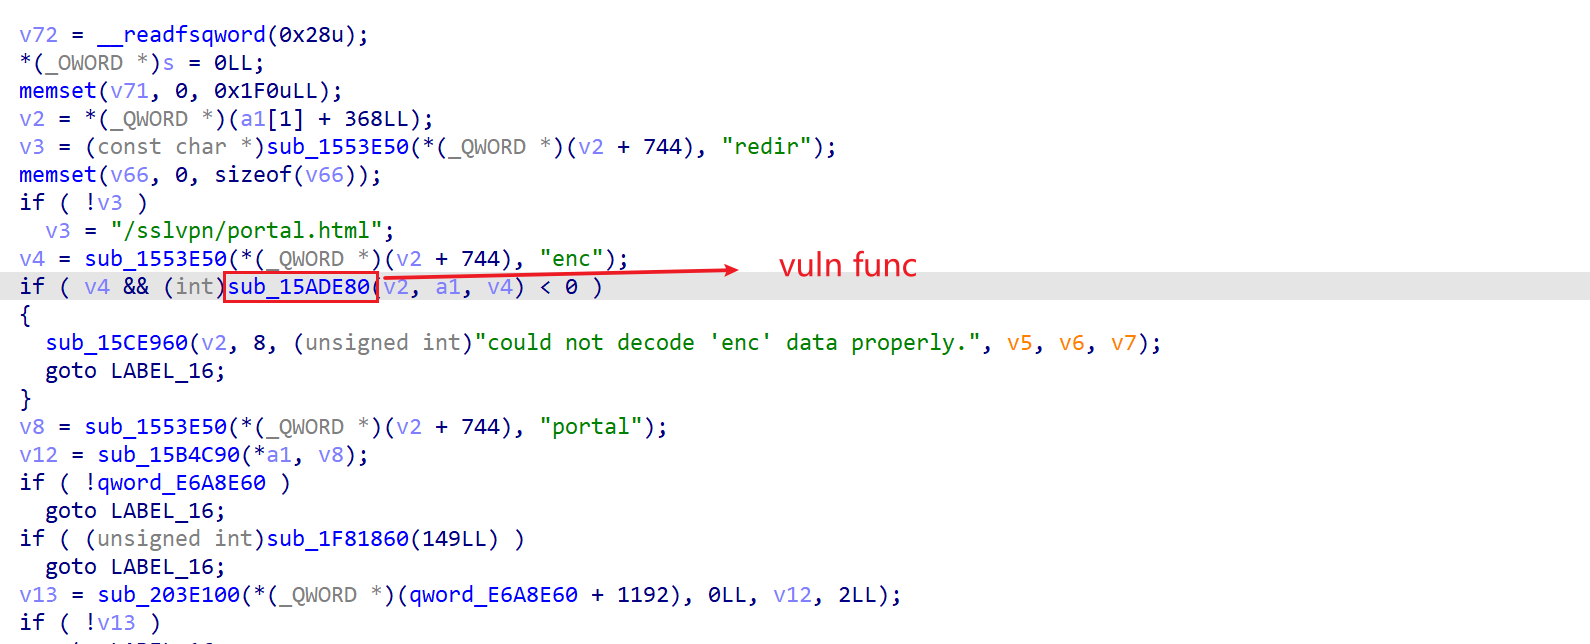 v72 = __readfsqword(0x28u);
*(_OWORD *)s = 0LL;
memset(v71, 0, 0x1F0uLL);
v2 = *(_QWORD *)(a1[1] + 368LL);
v3 = (const char *)sub_1553E50(*(_QWORD *)(v2 + 744), "redir");
memset(v66, 0, sizeof(v66));
if ( !v3 )
v3 = "/sslvpn/portal.html";
v4 = sub_1553E50(*(_QWORD *)(v2 + 744), "enc");
vuln func
if ( v4 && (int)sub_15ADE80(v2, a1, v4) < 0 )
{
sub_15CE960(v2, 8, (unsigned int)"could not decode 'enc' data properly.", v5, v6, v7);
goto LABEL_16;
}
v8 = sub_1553E50(*(_QWORD *)(v2 + 744), "portal");
v12 = sub_15B4C90(*a1, v8);
if ( !qword_E6A8E60 )
goto LABEL_16;
if ( (unsigned int)sub_1F81860(149LL) )
goto LABEL_16;
v13 = sub_203E100(*(_QWORD *)(qword_E6A8E60 + 1192), 0LL, v12, 2LL);
if ( !v13 )